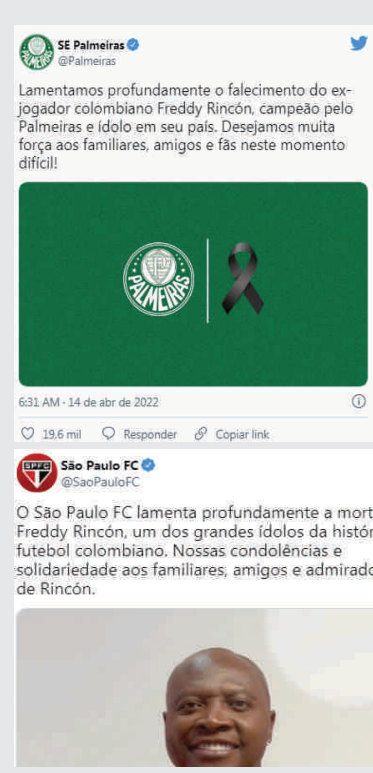 SE Palmeiras
@Palmeiras
Lamentamos profundamente o falecimento do ex-
jogador colombiano Freddy Rincón, campeão pelo
Palmeiras e ídolo em seu país. Desejamos muita
força aos familiares, amigos e fãs neste momento
difícil!
PALMEIRAS
6:31 AM · 14 de abr de 2022
19,6 mil Responder Copiar link
SPFC
São Paulo FC
@SaoPauloFC
O São Paulo FC lamenta profundamente a mort
Freddy Rincón, um dos grandes ídolos da histór
futebol colombiano. Nossas condolências e
solidariedade aos familiares, amigos e admirado
de Rincón.